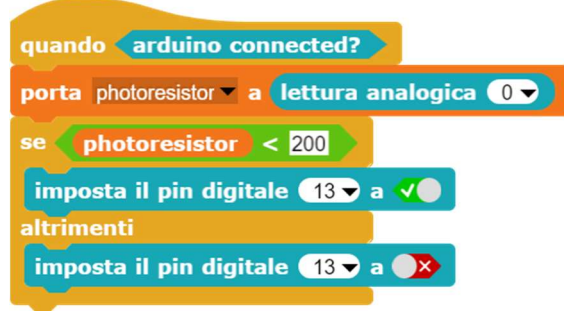 quando arduino connected?
porta photoresistor a lettura analogica 0
se photoresistor < 200
imposta il pin digitale 13 a
altrimenti
imposta il pin digitale 13 a